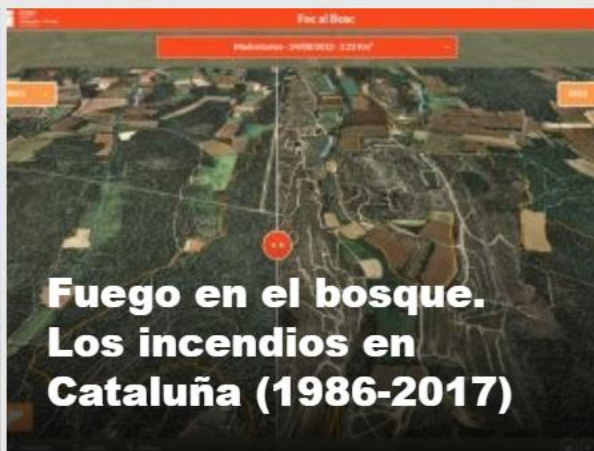 Foc al Bosc
Fuego en el bosque.
Los incendios en
Cataluña (1986-2017)